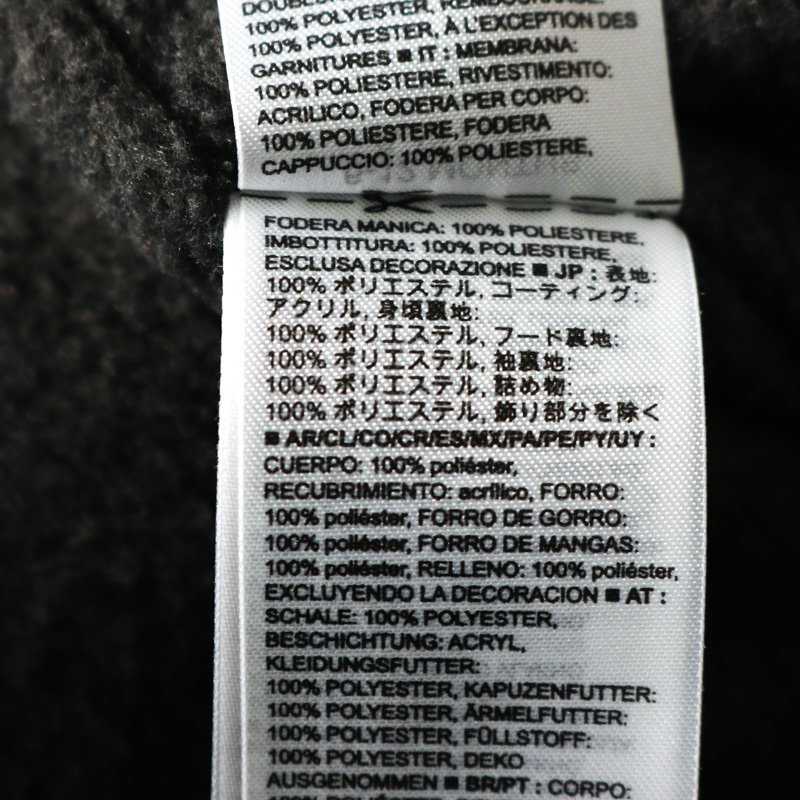 100% POLYESTER, REMBOURRAGE:
100% POLYESTER, À L'EXCEPTION DES
GARNITURES ■ IT : MEMBRANA:
100% POLIESTERE, RIVESTIMENTO:
ACRILICO, FODERA PER CORPO:
100% POLIESTERE, FODERA
CAPPUCCIO: 100% POLIESTERE,
FODERA MANICA: 100% POLIESTERE,
IMBOTTITURA: 100% POLIESTERE,
ESCLUSA DECORAZIONE ■ JP : 表地:
100% ポリエステル, コーティング:
アクリル, 身頃裏地:
100% ポリエステル, フード裏地:
100% ポリエステル, 袖裏地:
100% ポリエステル, 詰め物:
100% ポリエステル, 飾り部分を除く
■ AR/CL/CO/CR/ES/MX/PA/PE/PY/UY :
CUERPO: 100% poliéster,
RECUBRIMIENTO: acrílico, FORRO:
100% poliéster, FORRO DE GORRO:
100% poliéster, FORRO DE MANGAS:
100% poliéster, RELLENO: 100% poliéster,
EXCLUYENDO LA DECORACION ■ AT :
SCHALE: 100% POLYESTER,
BESCHICHTUNG: ACRYL,
KLEIDUNGSFUTTER:
100% POLYESTER, KAPUZENFUTTER:
100% POLYESTER, ÄRMELFUTTER:
100% POLYESTER, FÜLLSTOFF:
100% POLYESTER, DEKO
AUSGENOMMEN ■ BR/PT : CORPO: